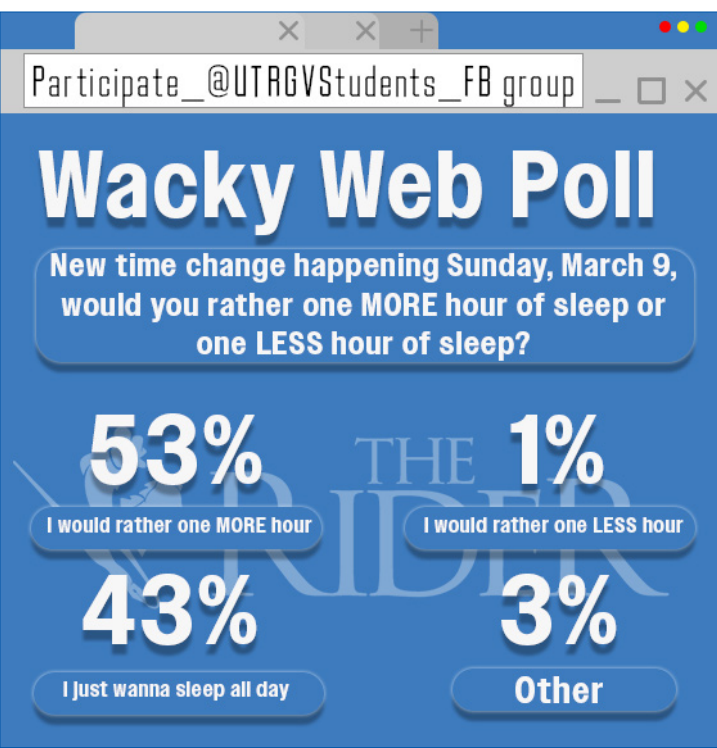 Participate_@UTRGVStudents_FB group
Wacky Web Poll
New time change happening Sunday, March 9,
would you rather one MORE hour of sleep or
one LESS hour of sleep?
53%
I would rather one MORE hour
1%
I would rather one LESS hour
THE
RIDER
43%
I just wanna sleep all day
3%
Other